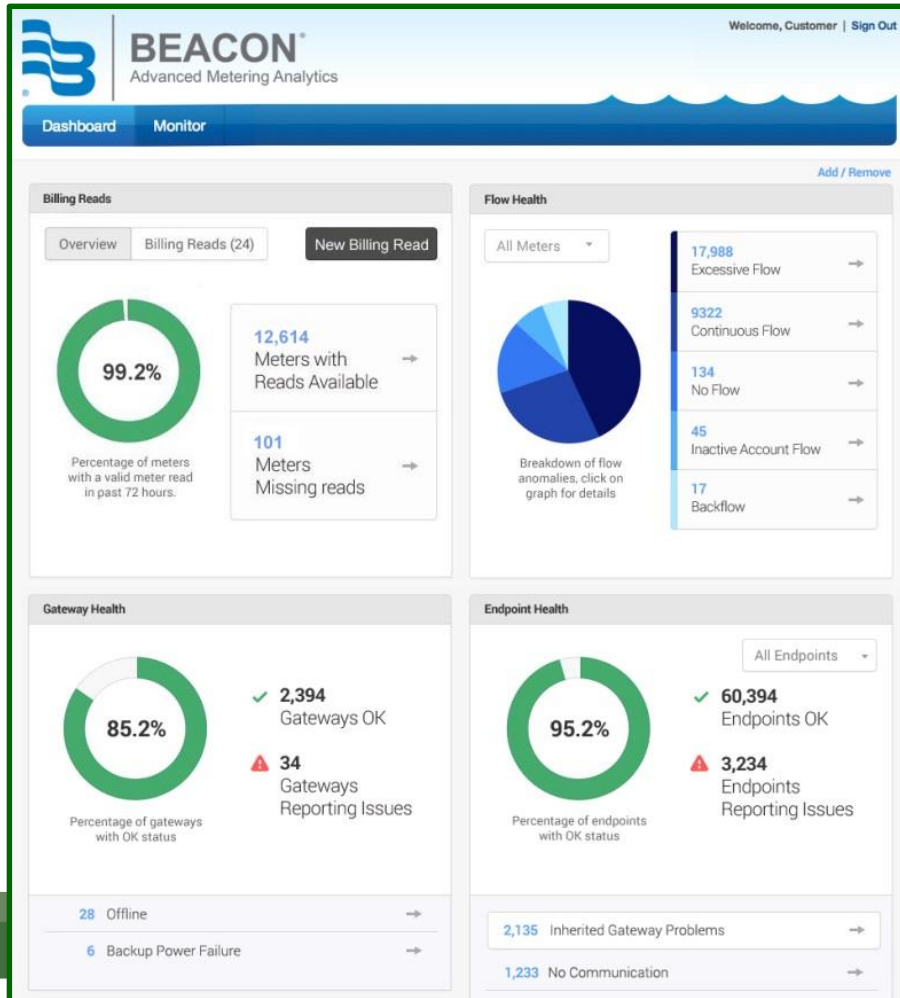 Welcome, Customer | Sign Out
BEACON®
Advanced Metering Analytics
®
Dashboard Monitor
Add / Remove
Billing Reads
Overview Billing Reads (24) New Billing Read
99.2%
Percentage of meters
with a valid meter read
in past 72 hours.
12,614
Meters with
Reads Available
101
Meters
Missing reads
Flow Health
All Meters
Breakdown of flow
anomalies, click on
graph for details
17,988
Excessive Flow
9322
Continuous Flow
134
No Flow
45
Inactive Account Flow
17
Backflow
Gateway Health
85.2%
Percentage of gateways
with OK status
2,394
Gateways OK
34
Gateways
Reporting Issues
28 Offline
6 Backup Power Failure
Endpoint Health
All Endpoints
95.2%
Percentage of endpoints
with OK status
60,394
Endpoints OK
3,234
Endpoints
Reporting Issues
2,135 Inherited Gateway Problems
1,233 No Communication